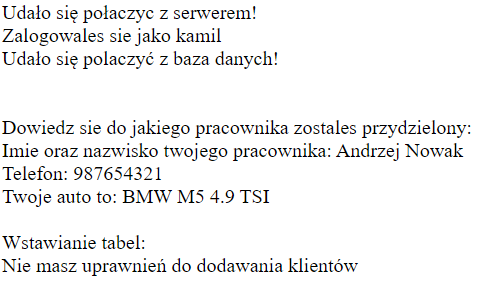 Udało się połaczyc z serwerem!
Zalogowales sie jako kamil
Udało się polaczyć z baza danych!
Dowiedz sie do jakiego pracownika zostales przydzielony:
Imie oraz nazwisko twojego pracownika: Andrzej Nowak
Telefon: 987654321
Twoje auto to: BMW M5 4.9 TSI
Wstawianie tabel:
Nie masz uprawnień do dodawania klientów